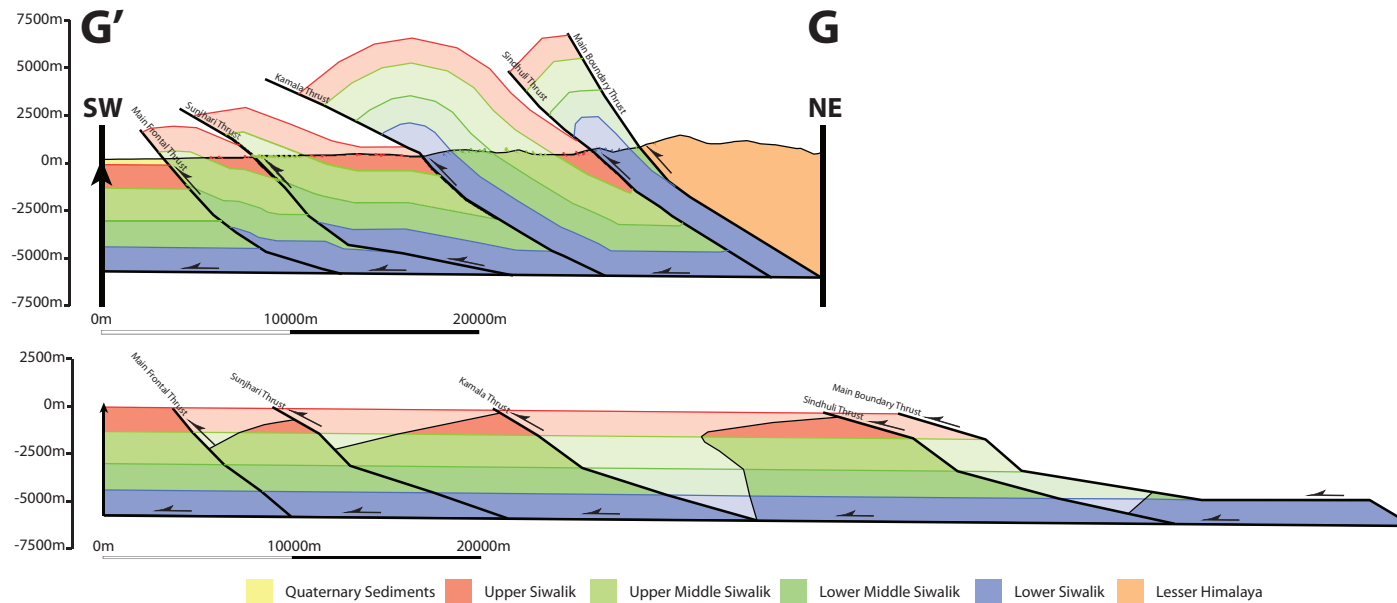 7500m
G’
G
5000m
2500m
0m
-2500m
-5000m
-7500m
SW
NE
Main Frontal Thrust
Sunjhari Thrust
Kamala Thrust
Sindhuli Thrust
Main Boundary Thrust
0m
10000m
20000m
2500m
0m
-2500m
-5000m
-7500m
Main Frontal Thrust
Sunjhari Thrust
Kamala Thrust
Sindhuli Thrust
Main Boundary Thrust
0m
10000m
20000m
Quaternary Sediments
Upper Siwalik
Upper Middle Siwalik
Lower Middle Siwalik
Lower Siwalik
Lesser Himalaya